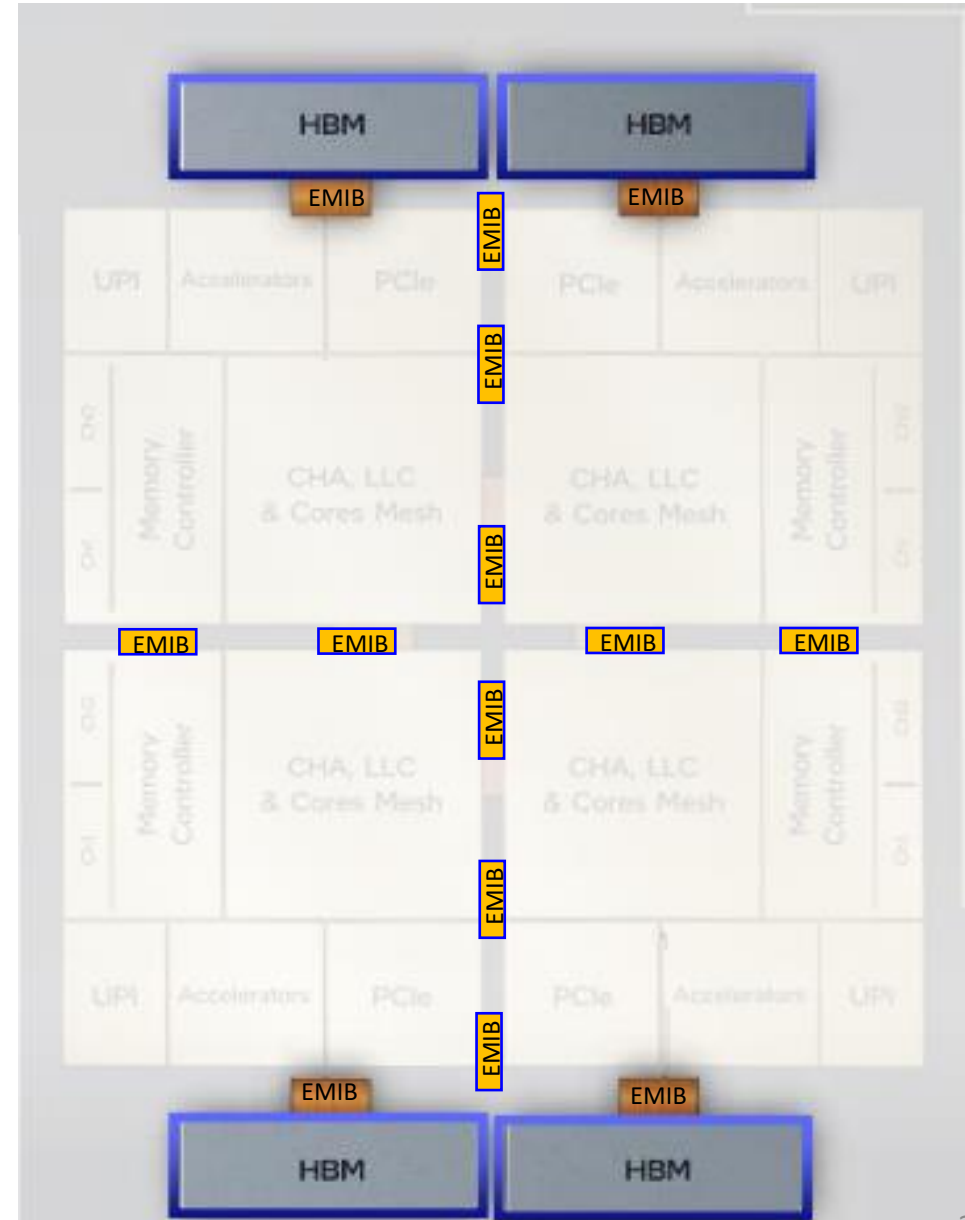 HBM
HBM
EMIB
EMIB
EMIB
UPI
Accelerators
PCIe
PCIe
Accelerators
UPI
EMIB
Memory
Controller
CHA, LLC
& Cores Mesh
CHA, LLC
& Cores Mesh
Memory
Controller
EMIB
EMIB
EMIB
EMIB
EMIB
EMIB
Memory
Controller
CHA, LLC
& Cores Mesh
CHA, LLC
& Cores Mesh
Memory
Controller
EMIB
UPI
Accelerators
PCIe
PCIe
Accelerators
UPI
EMIB
EMIB
EMIB
HBM
HBM